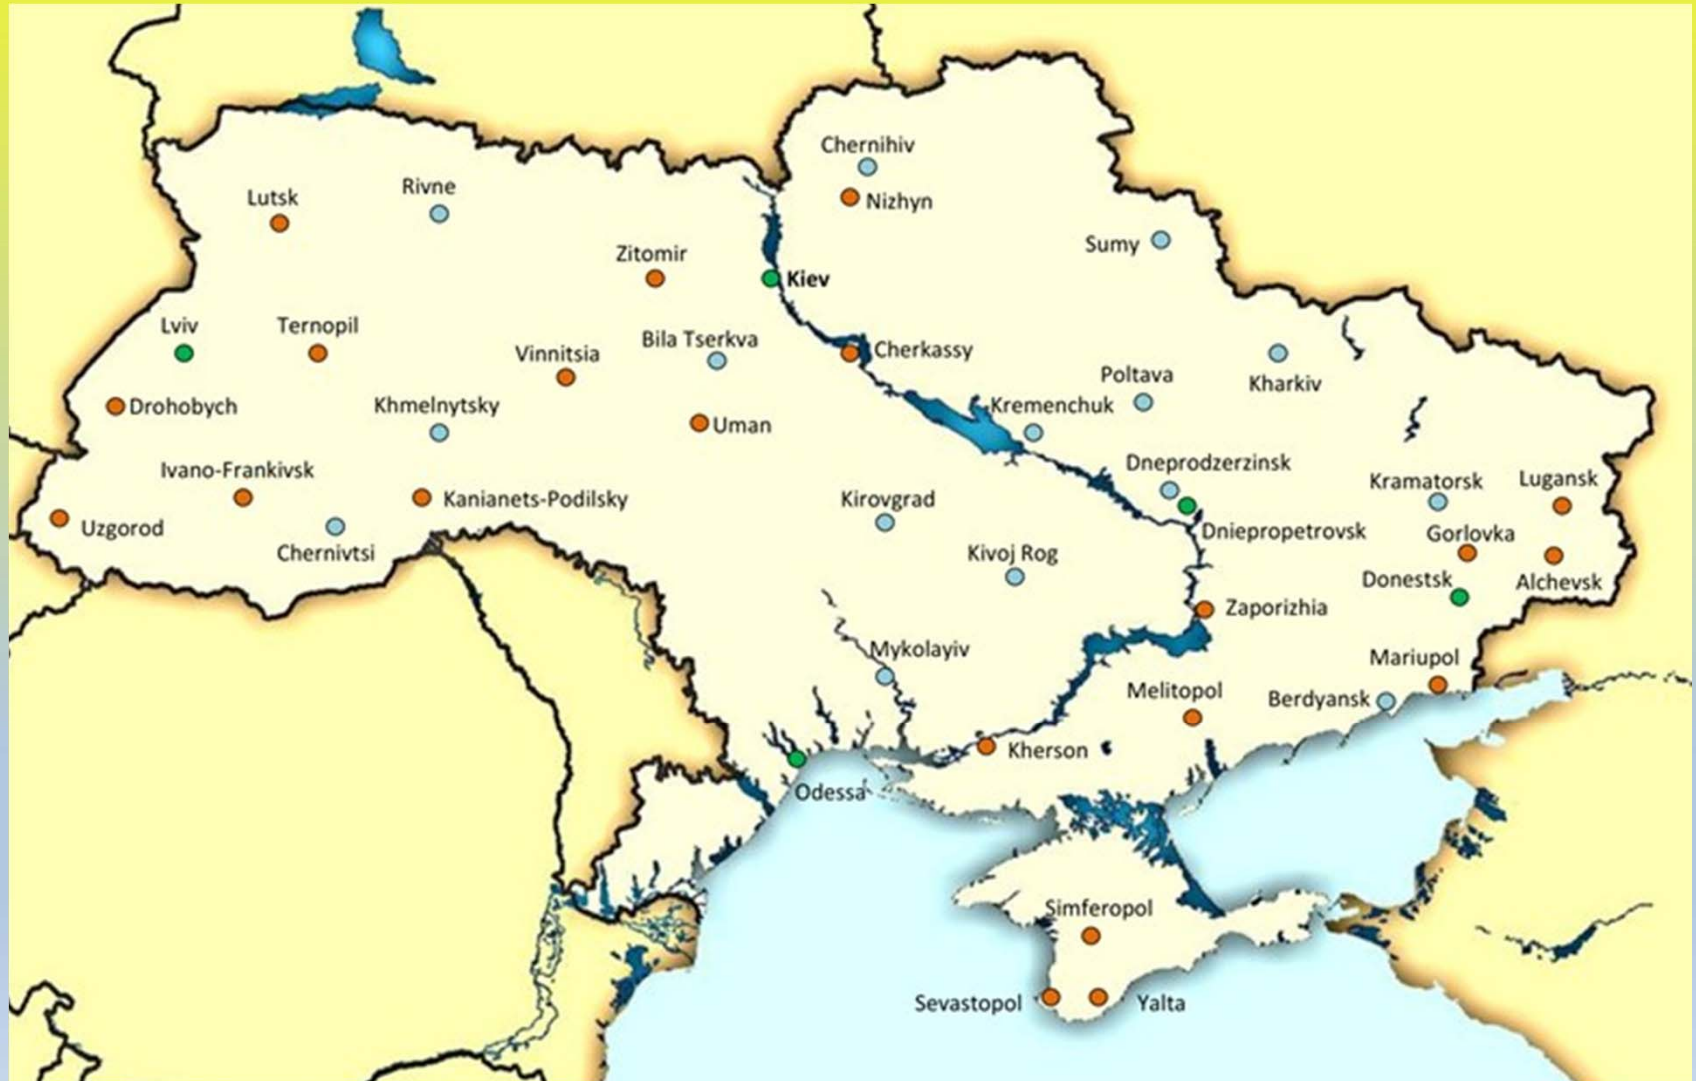 Chernihiv
Rivne
Lutsk
Nizhyn
Sumy
Zitomir
Kiev
Lviv
Ternopil
Bila Tserkva
Vinnitsia
Cherkassy
Poltava
Kharkiv
Drohobych
Khmelnytsky
Kremenchuk
Uman
Ivano-Frankivsk
Dneprodzerzinsk
Kramatorsk
Lugansk
Kanianets-Podilsky
Kirovgrad
Uzgorod
Dniepropetrovsk
Gorlovka
Chernivtsi
Kivoj Rog
Donestsk
Alchevsk
Zaporizhia
Mykolayiv
Mariupol
Melitopol
Berdyansk
Kherson
Odessa
Simferopol
Sevastopol
Yalta